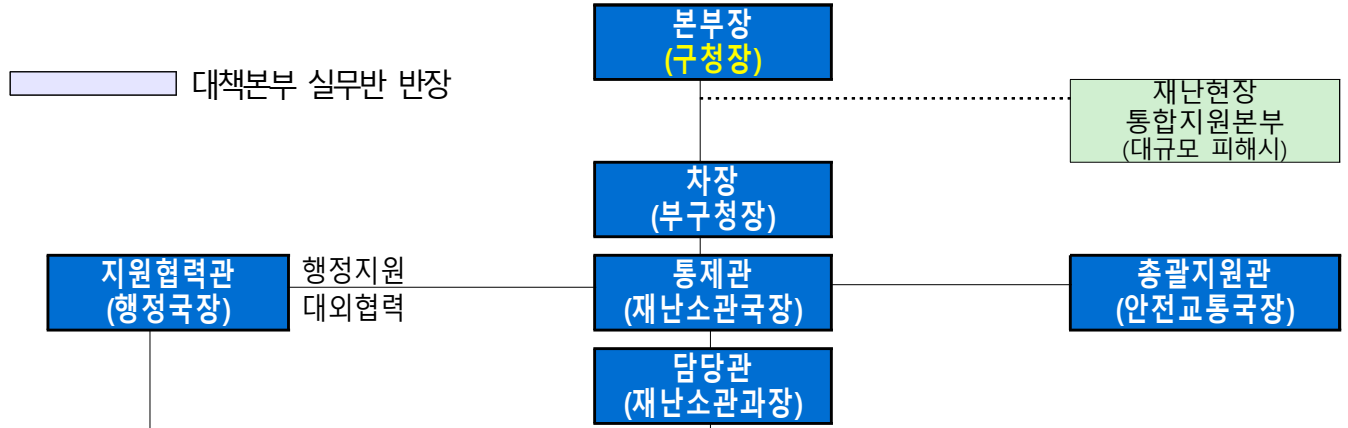 본부장
(구청장)
대책본부 실무반 반장
재난현장
통합지원본부
(대규모 피해시)
차장
(부구청장)
지원협력관
(행정국장)
행정지원
대외협력
통제관
(재난소관국장)
총괄지원관
(안전교통국장)
담당관
(재난소관과장)